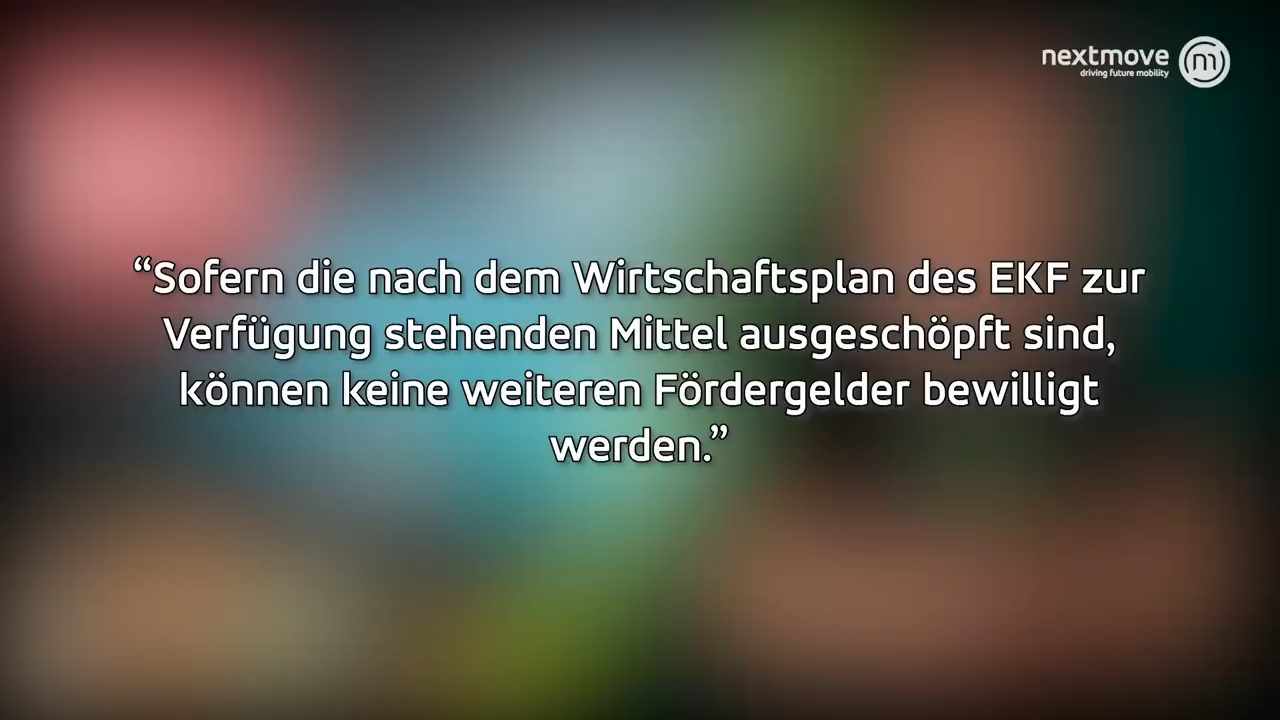 nextmove
driving future mobility
“Sofern die nach dem Wirtschaftsplan des EKF zur
Verfügung stehenden Mittel ausgeschöpft sind,
können keine weiteren Fördergelder bewilligt
werden.”